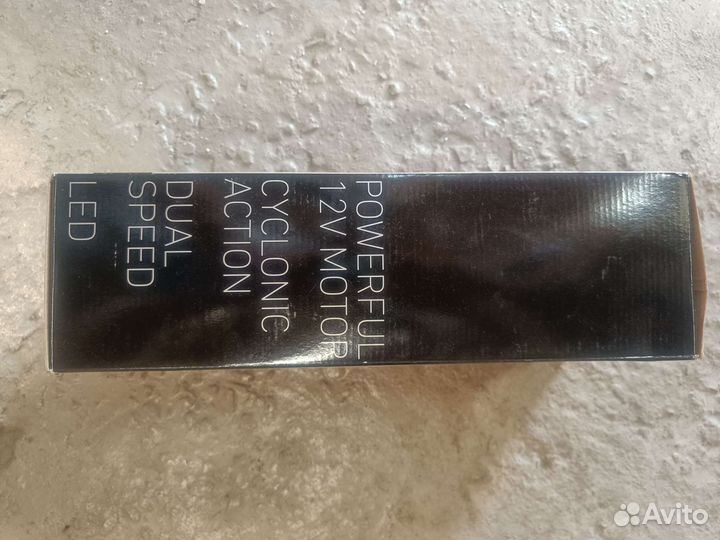 POWERFUL
12V MOTOR
CYCLONIC
ACTION
DUAL
SPEED
LED
Avito